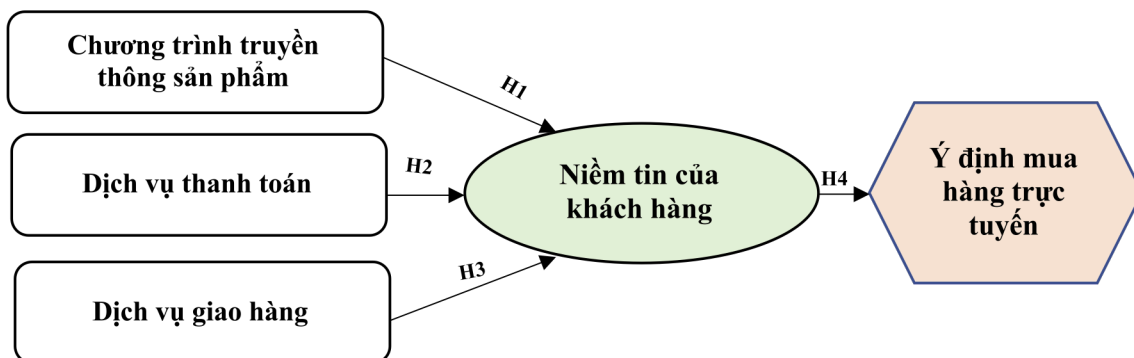 Chương trình truyền
thông sản phẩm
H1
Dịch vụ thanh toán
H2
Dịch vụ giao hàng
H3
Niềm tin của
khách hàng
H4
Ý định mua
hàng trực
tuyến